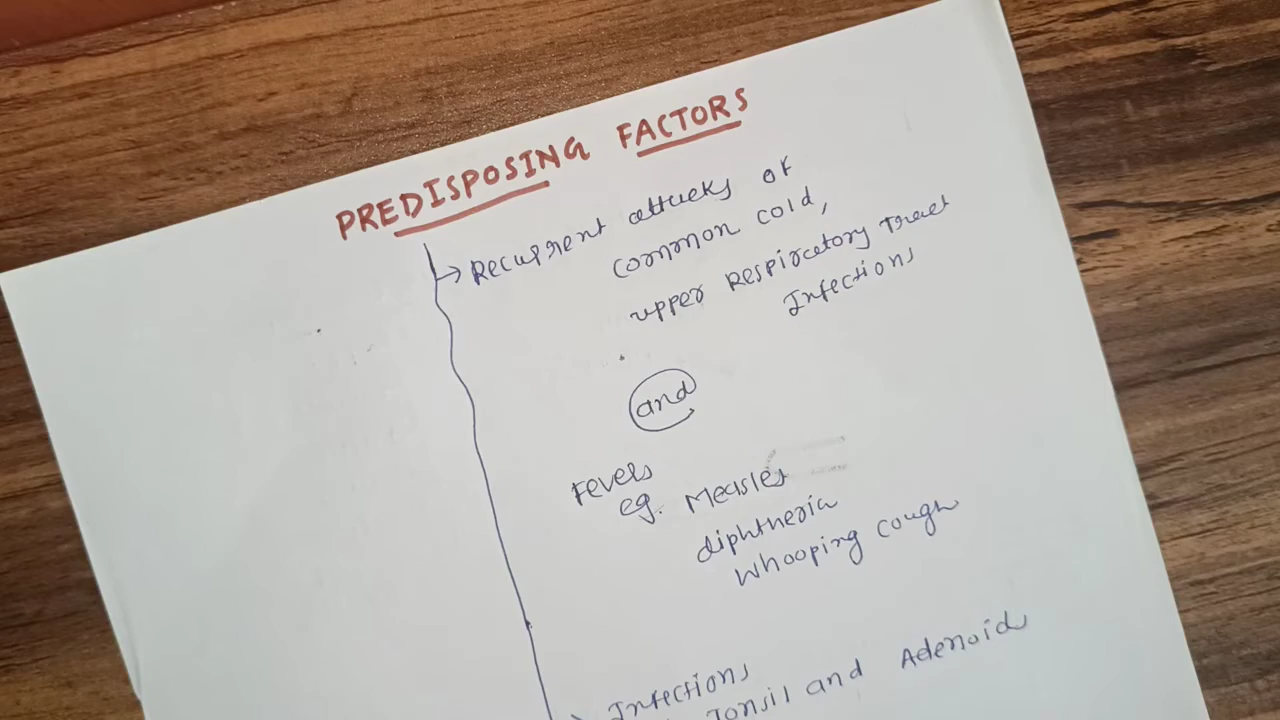 PREDISPOSING FACTORS
Recurrent attacks of
common cold,
upper Respiratory Tract
Infections
and
Fevers
eg. Measles
diphtheria
Whooping cough
Infections
Tonsil and Adenoid